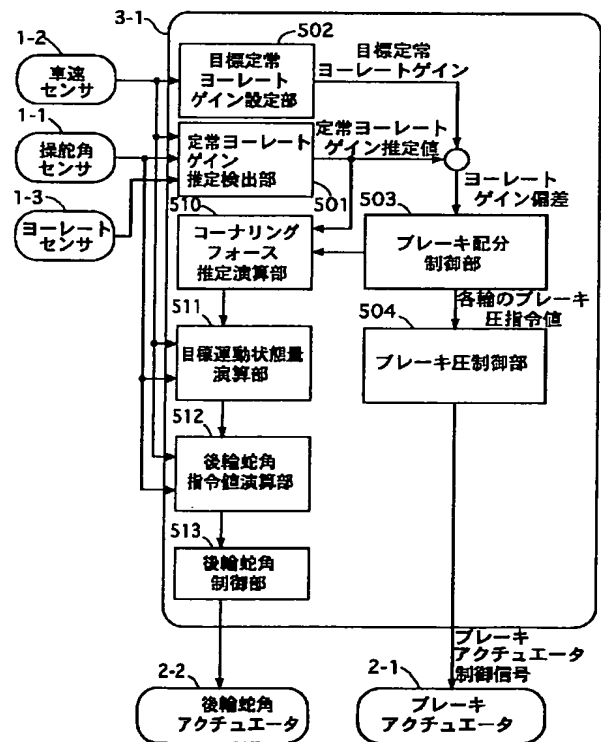 3-1
1-2
車速
センサ
1-1
操舵角
センサ
1-3
ヨーレート
センサ
502
目標定常
ヨーレート
ゲイン設定部
目標定常
ヨーレートゲイン
定常ヨーレート
ゲイン
推定検出部
501
定常ヨーレート
ゲイン推定値
ヨーレート
ゲイン偏差
510
コーナリング
フォース
推定演算部
503
ブレーキ配分
制御部
各輪のブレーキ
圧指令値
511
目標運動状態量
演算部
504
ブレーキ圧制御部
512
後輪蛇角
指令値演算部
513
後輪蛇角
制御部
ブレーキ
アクチュエータ
制御信号
2-2
後輪蛇角
アクチュエータ
2-1
ブレーキ
アクチュエータ